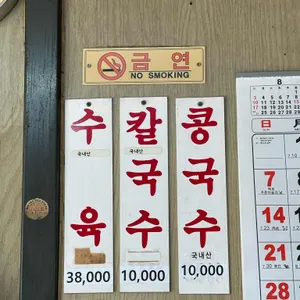 금연
NO SMOKING
수육
국내산
38,000
칼국수
국내산
10,000
콩국수
국내산
10,000
8
日
7
14
21
28